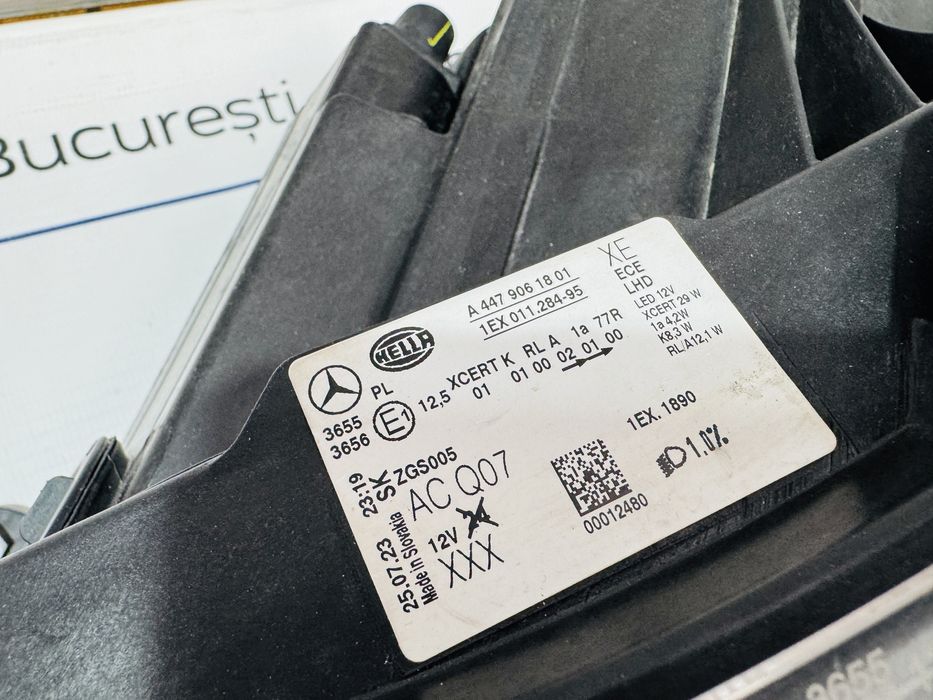 București
A 447 906 18 01
1EX 011.284-95
XE
ECE
LHD
LED 12V
XCERT 29 W
1a 4,2W
K8,3 W
RL/A12,1 W
HELLA
PL
3655
3656
E1
12,5 XCERT K RL A 1a 77R
01 01 00 02 01 00
1EX. 1890
1.0%
00012480
25.07.23 23:19
Made in Slovakia SK
ZGS005
AC Q07
12V
XXX
3655